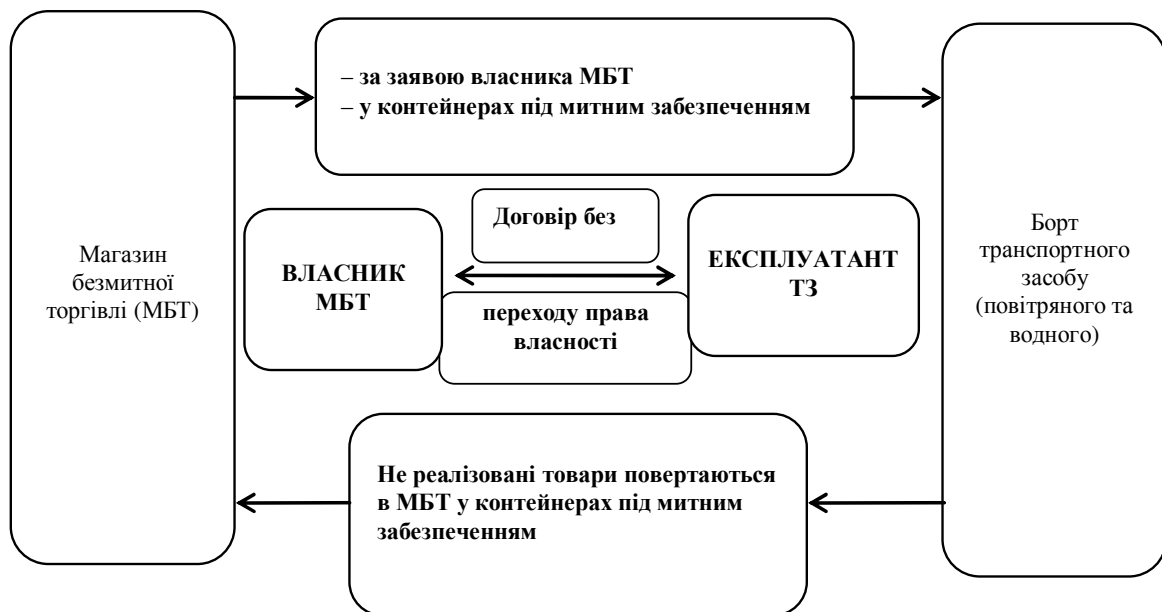 – за заявою власника МБТ
– у контейнерах під митним забезпеченням
Магазин
безмитної
торгівлі (МБТ)
ВЛАСНИК
МБТ
Договір без
переходу права
власності
ЕКСПЛУАТАНТ
ТЗ
Борт
транспортного
засобу
(повітряного та
водного)
Не реалізовані товари повертаються
в МБТ у контейнерах під митним
забезпеченням